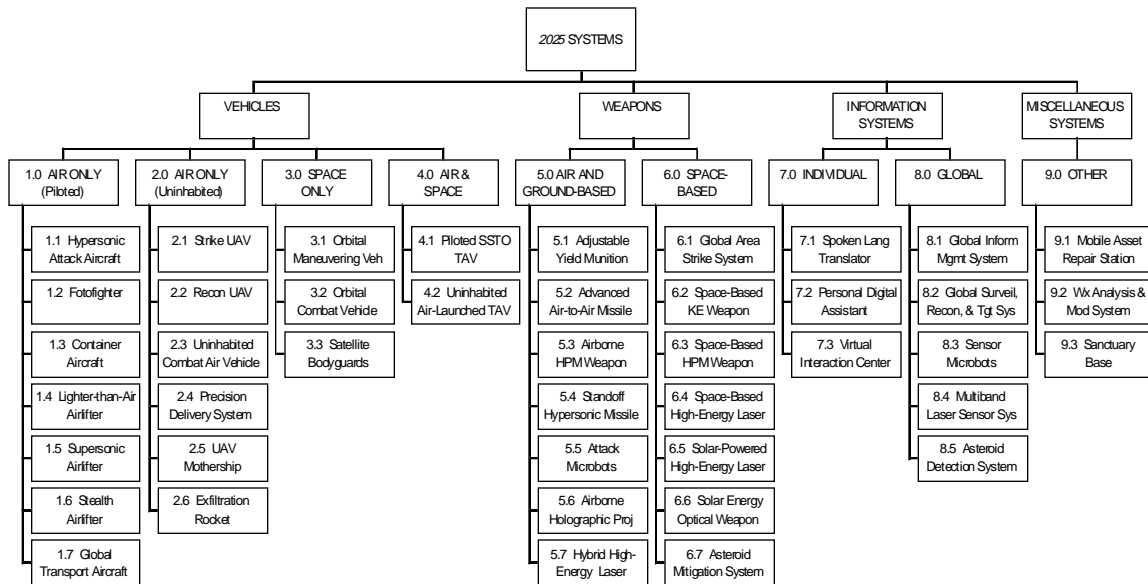 2025 SYSTEMS
VEHICLES
WEAPONS
INFORMATION
SYSTEMS
MISCELLANEOUS
SYSTEMS
1.0 AIR ONLY
(Piloted)
2.0 AIR ONLY
(Uninhabited)
3.0 SPACE
ONLY
4.0 AIR &
SPACE
5.0 AIR AND
GROUND-BASED
6.0 SPACE-
BASED
7.0 INDIVIDUAL
8.0 GLOBAL
9.0 OTHER
1.1 Hypersonic
Attack Aircraft
1.2 Fotofighter
1.3 Container
Aircraft
1.4 Lighter-than-Air
Airlifter
1.5 Supersonic
Airlifter
1.6 Stealth
Airlifter
1.7 Global
Transport Aircraft
2.1 Strike UAV
2.2 Recon UAV
2.3 Uninhabited
Combat Air Vehicle
2.4 Precision
Delivery System
2.5 UAV
Mothership
2.6 Exfiltration
Rocket
3.1 Orbital
Maneuvering Veh
3.2 Orbital
Combat Vehicle
3.3 Satellite
Bodyguards
4.1 Piloted SSTO
TAV
4.2 Uninhabited
Air-Launched TAV
5.1 Adjustable
Yield Munition
5.2 Advanced
Air-to-Air Missile
5.3 Airborne
HPM Weapon
5.4 Standoff
Hypersonic Missile
5.5 Attack
Microbots
5.6 Airborne
Holographic Proj
5.7 Hybrid High-
Energy Laser
6.1 Global Area
Strike System
6.2 Space-Based
KE Weapon
6.3 Space-Based
HPM Weapon
6.4 Space-Based
High-Energy Laser
6.5 Solar-Powered
High-Energy Laser
6.6 Solar Energy
Optical Weapon
6.7 Asteroid
Mitigation System
7.1 Spoken Lang
Translator
7.2 Personal Digital
Assistant
7.3 Virtual
Interaction Center
8.1 Global Inform
Mgmt System
8.2 Global Surveil,
Recon, & Tgt Sys
8.3 Sensor
Microbots
8.4 Multiband
Laser Sensor Sys
8.5 Asteroid
Detection System
9.1 Mobile Asset
Repair Station
9.2 Wx Analysis &
Mod System
9.3 Sanctuary
Base